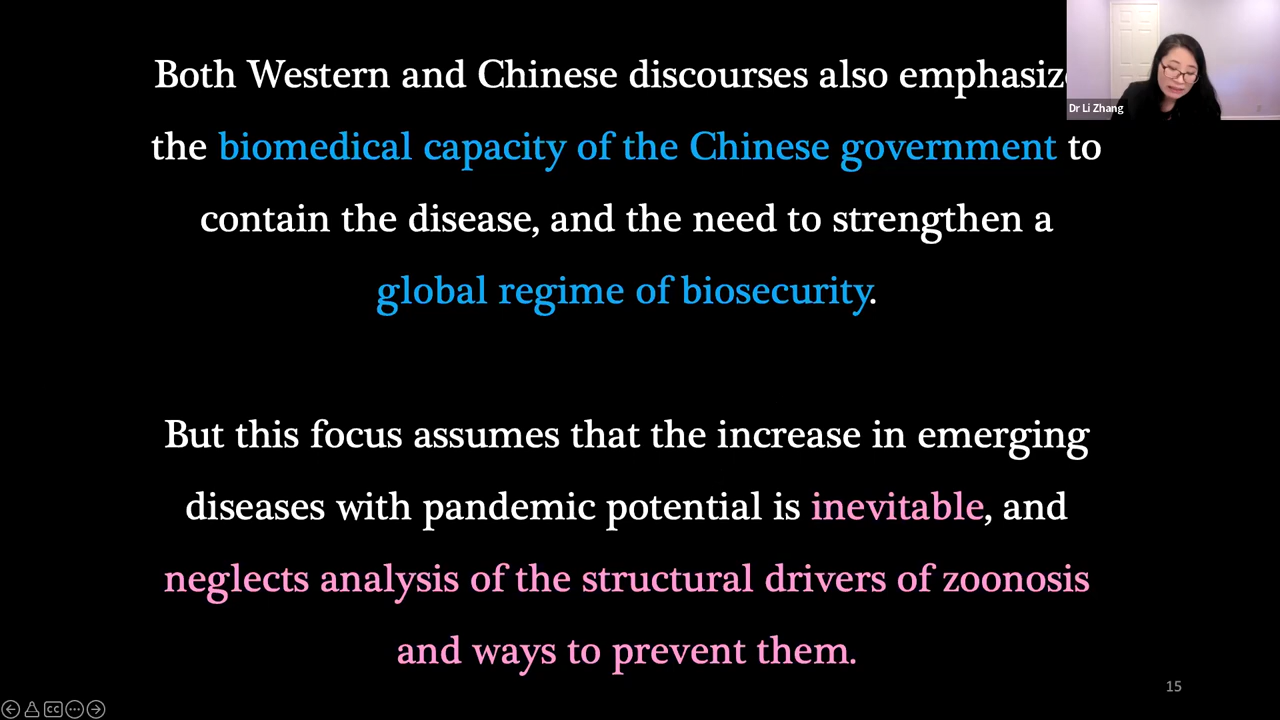 Both Western and Chinese discourses also emphasize
the biomedical capacity of the Chinese government to
contain the disease, and the need to strengthen a
global regime of biosecurity.
But this focus assumes that the increase in emerging
diseases with pandemic potential is inevitable, and
neglects analysis of the structural drivers of zoonosis
and ways to prevent them.
Dr Li Zhang
15
CC